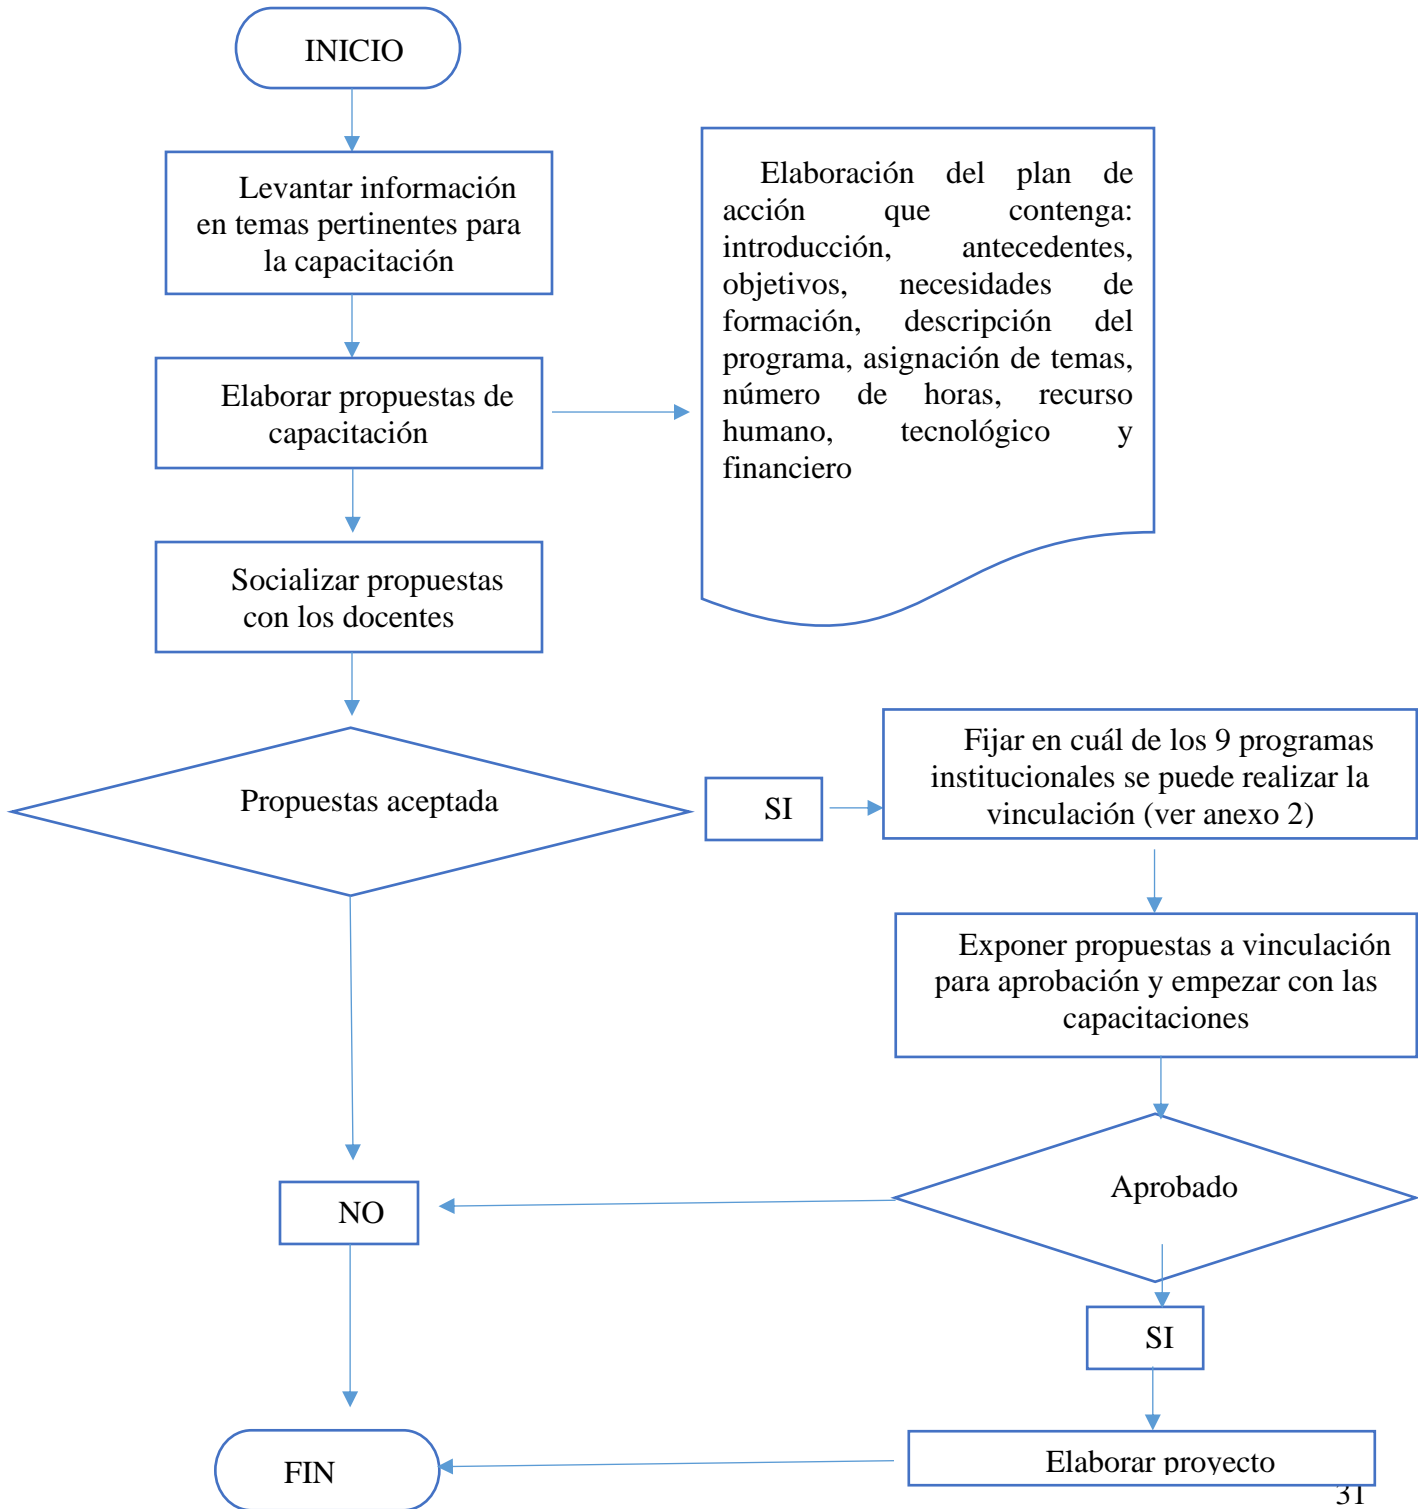 INICIO
Levantar información
en temas pertinentes para
la capacitación
Elaboración del plan de
acción que contenga:
introducción, antecedentes,
objetivos, necesidades de
formación, descripción del
programa, asignación de temas,
número de horas, recurso
humano, tecnológico y
financiero
Elaborar propuestas de
capacitación
Socializar propuestas
con los docentes
Propuestas aceptada
SI
Fijar en cuál de los 9 programas
institucionales se puede realizar la
vinculación (ver anexo 2)
Exponer propuestas a vinculación
para aprobación y empezar con las
capacitaciones
Aprobado
NO
SI
Elaborar proyecto
FIN
31